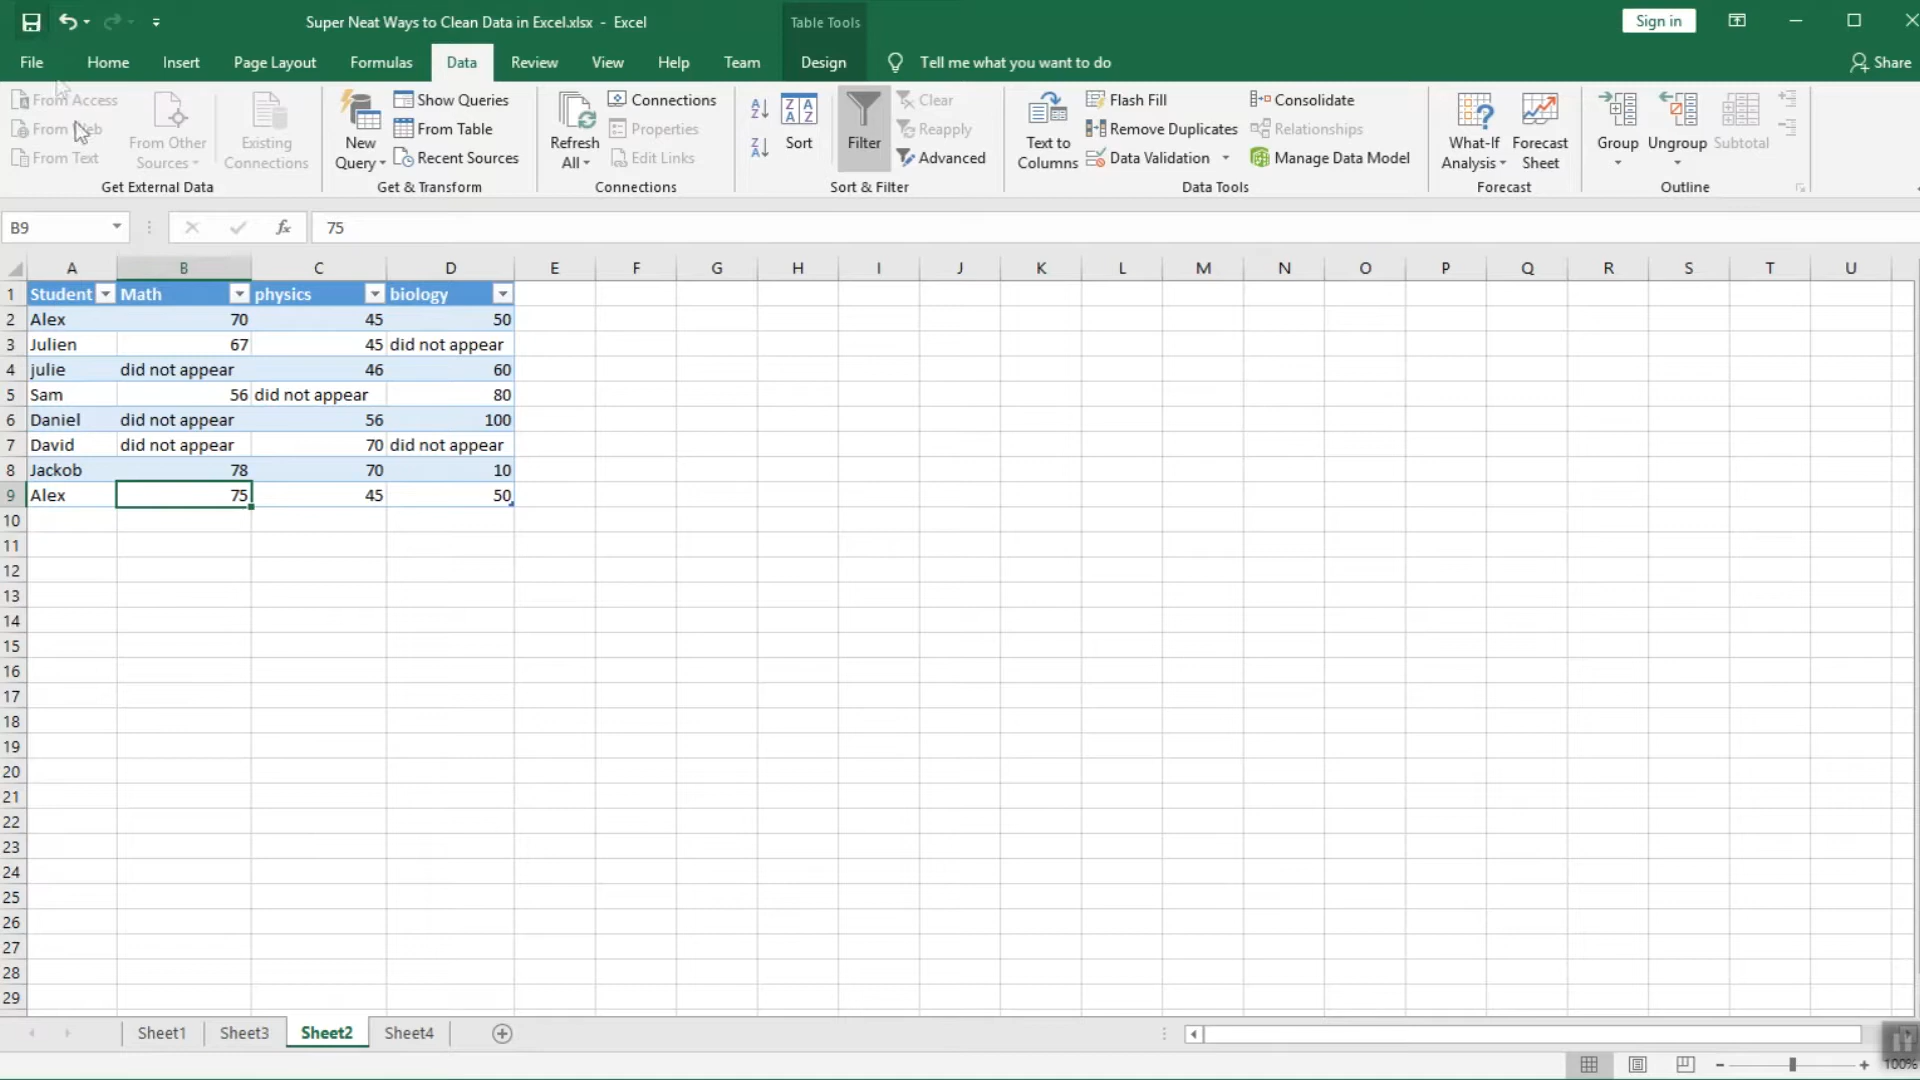 Super Neat Ways to Clean Data in Excel.xlsx - Excel
Table Tools
Sign in
File Home Insert Page Layout Formulas Data Review View Help Team Design Tell me what you want to do Share
From Access
From Web
From Text
From Other Sources
Existing Connections
Get External Data
New Query
Show Queries
From Table
Recent Sources
Get & Transform
Refresh All
Connections
Properties
Edit Links
Connections
Sort
Filter
Clear
Reapply
Advanced
Sort & Filter
Text to Columns
Flash Fill
Remove Duplicates
Data Validation
Consolidate
Relationships
Manage Data Model
Data Tools
What-If Analysis
Forecast Sheet
Forecast
Group
Ungroup
Subtotal
Outline
B9 fx 75
A B C D E F G H I J K L M N O P Q R S T U
1 Student Math physics biology
2 Alex 70 45 50
3 Julien 67 45 did not appear
4 julie did not appear 46 60
5 Sam 56 did not appear 80
6 Daniel did not appear 56 100
7 David did not appear 70 did not appear
8 Jackob 78 70 10
9 Alex 75 45 50
10
11
12
13
14
15
16
17
18
19
20
21
22
23
24
25
26
27
28
29
Sheet1 Sheet3 Sheet2 Sheet4
100%